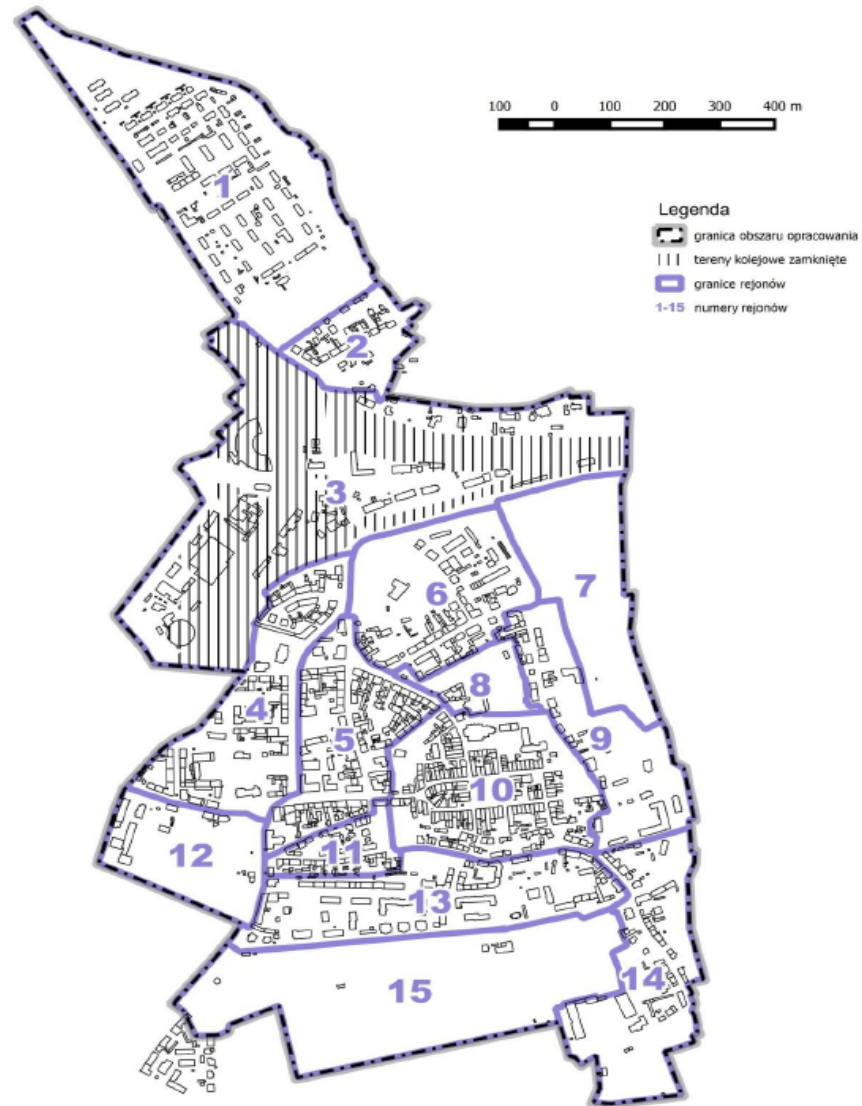 100 0 100 200 300 400 m
Legenda
granica obszaru opracowania
tereny kolejowe zamknięte
granice rejonów
1-15 numery rejonów
1
2
3
6
7
8
4
5
9
10
11
12
13
14
15